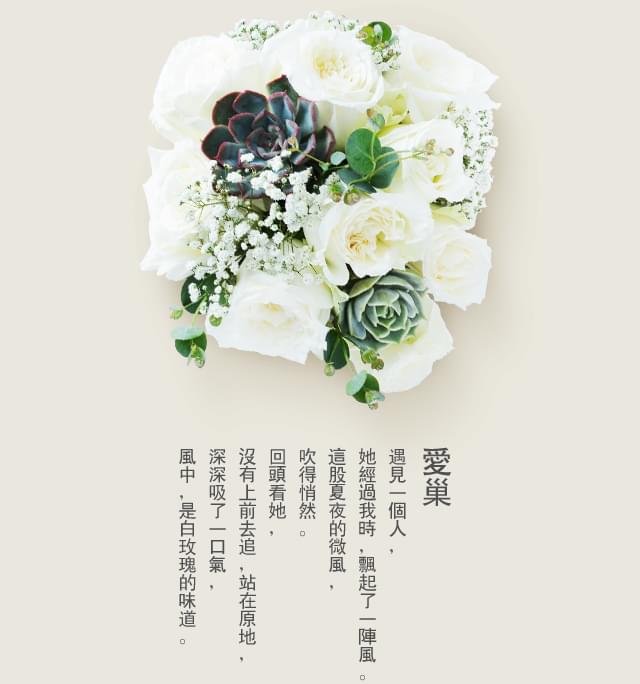 愛巢
遇見一個人，
她經過我時，飄起了一陣風。
這股夏夜的微風，
吹得悄然。
回頭看她，
沒有上前去追，站在原地，
深深吸了一口氣，
風中，是白玫瑰的味道。